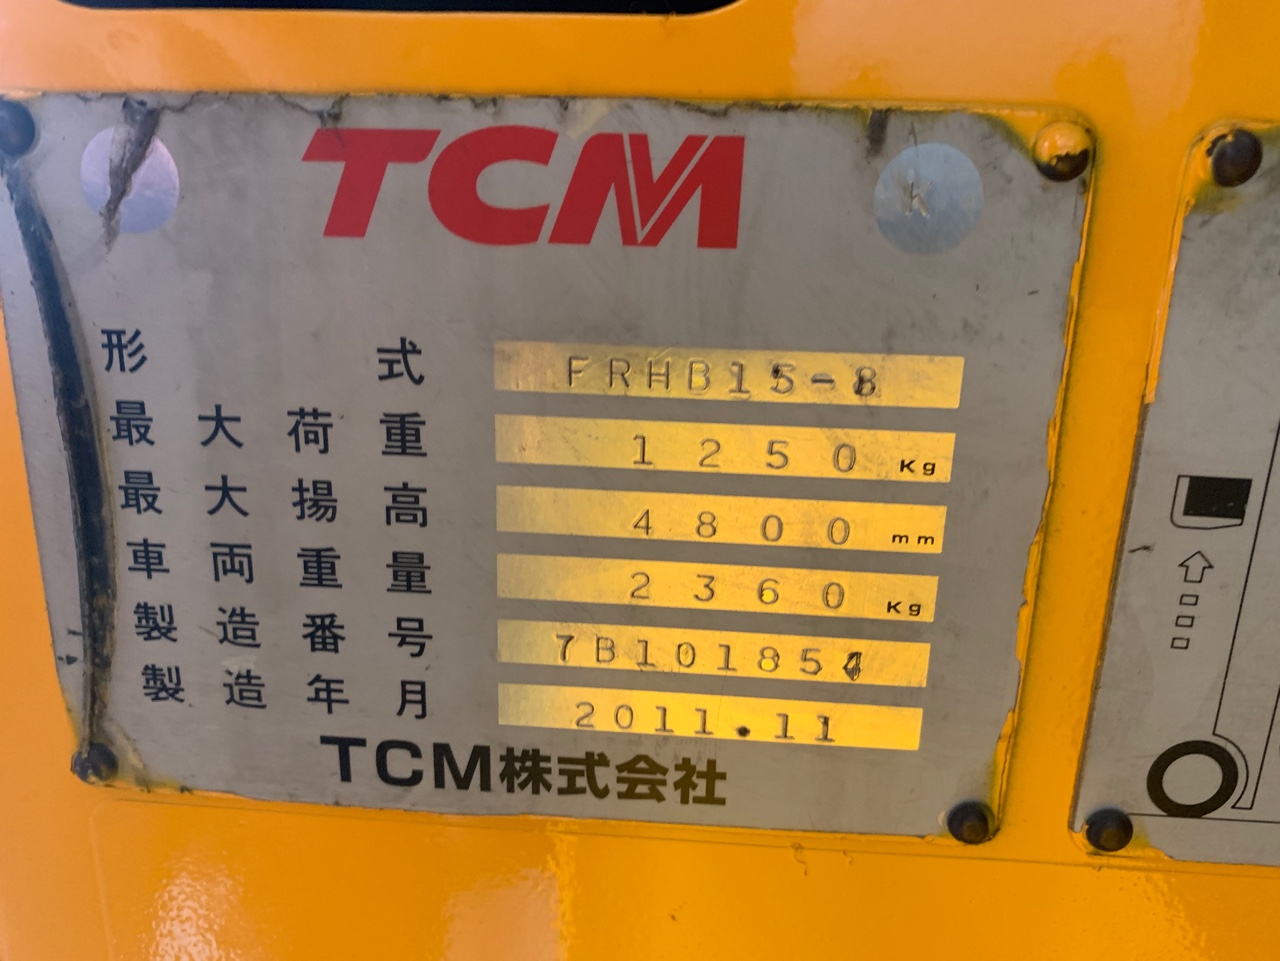 TCM
形式 FRHB15-8
最大荷重 1250 Kg
最大揚高 4800 mm
車両重量 2360 Kg
製造番号 7B101854
製造年月 2011.11
TCM株式会社